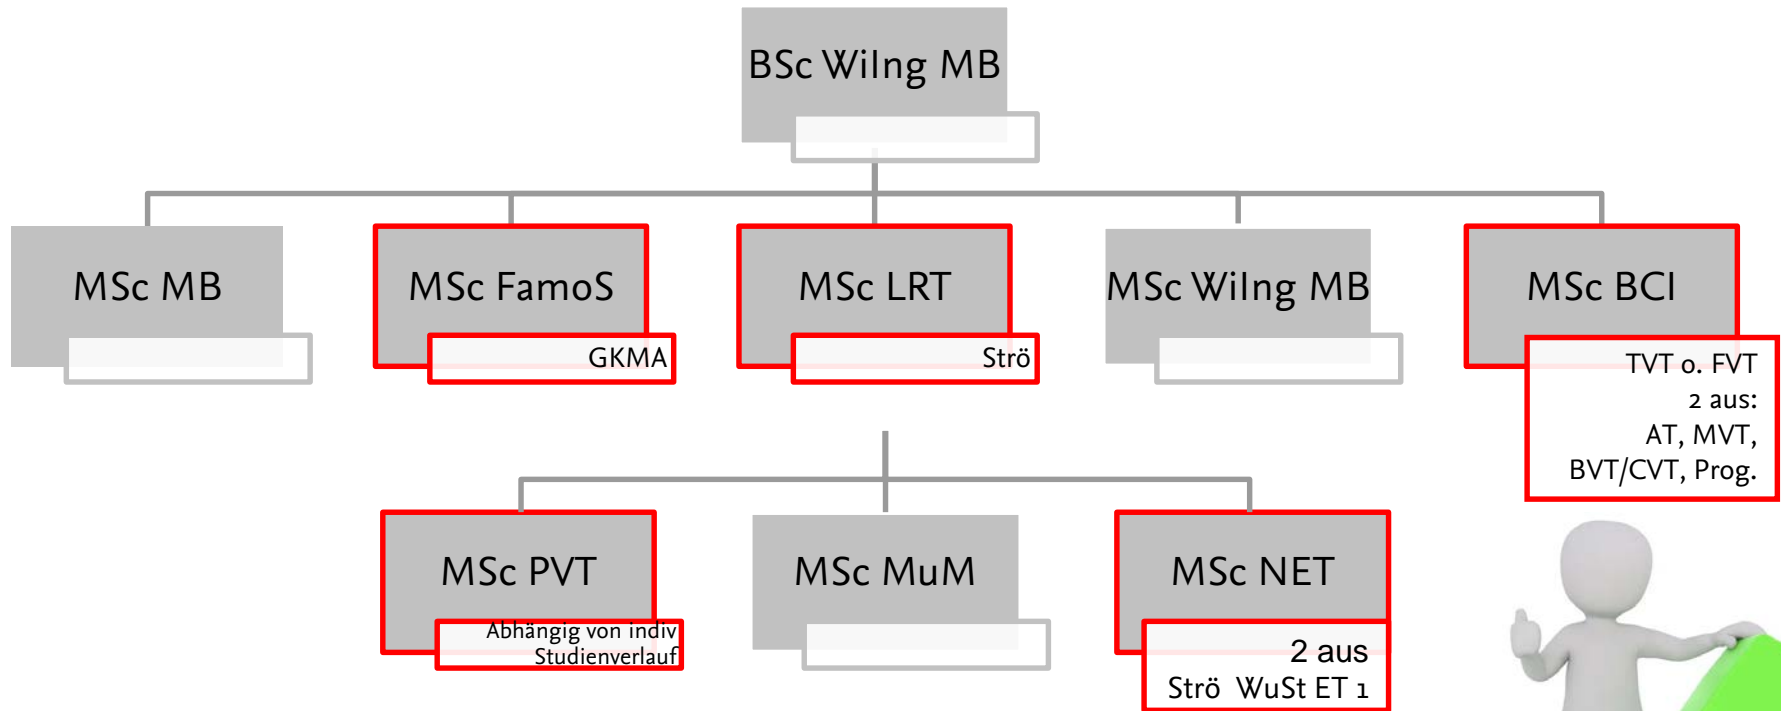 BSc WiIng MB
MSc MB
MSc FamoS
GKMA
MSc LRT
Strö
MSc WiIng MB
MSc BCI
TVT o. FVT
2 aus:
AT, MVT,
BVT/CVT, Prog.
MSc PVT
Abhängig von indiv
Studienverlauf
MSc MuM
MSc NET
2 aus
Strö WuSt ET 1